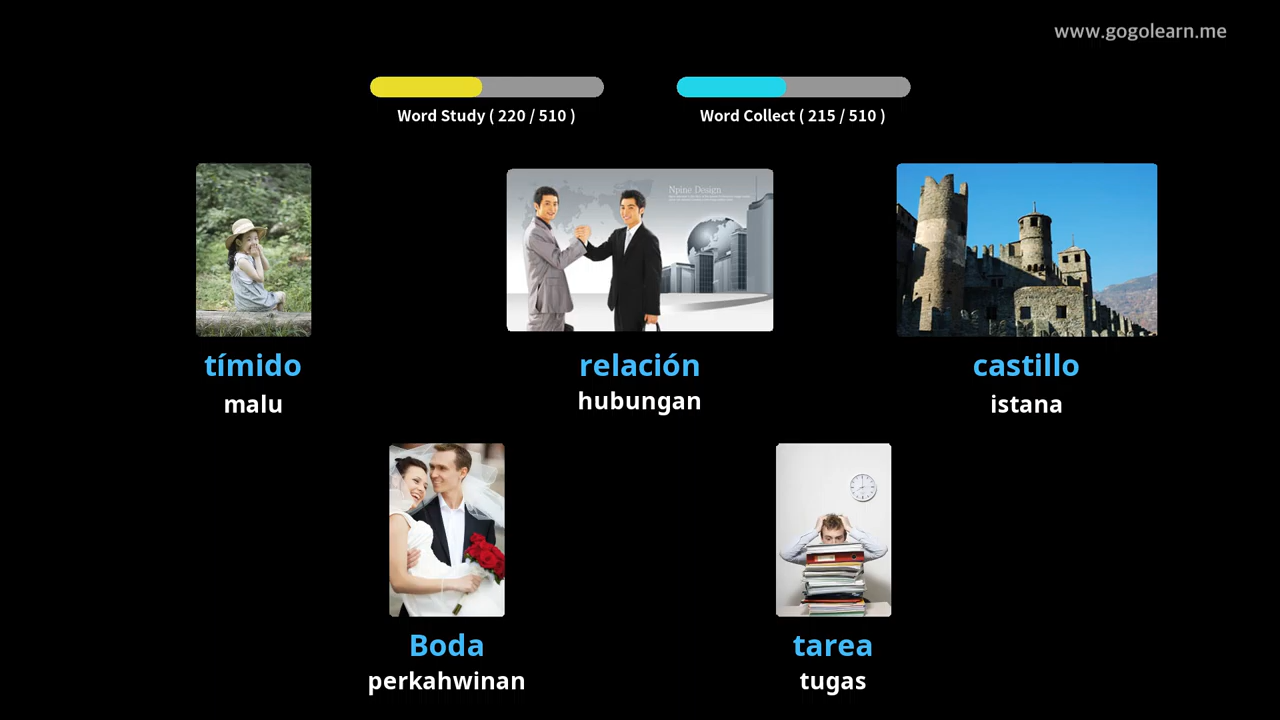 www.gogolearn.me
Word Study ( 220 / 510 )
Word Collect ( 215 / 510 )
Npine Design
tímido
relación
castillo
malu
hubungan
istana
Boda
tarea
perkahwinan
tugas